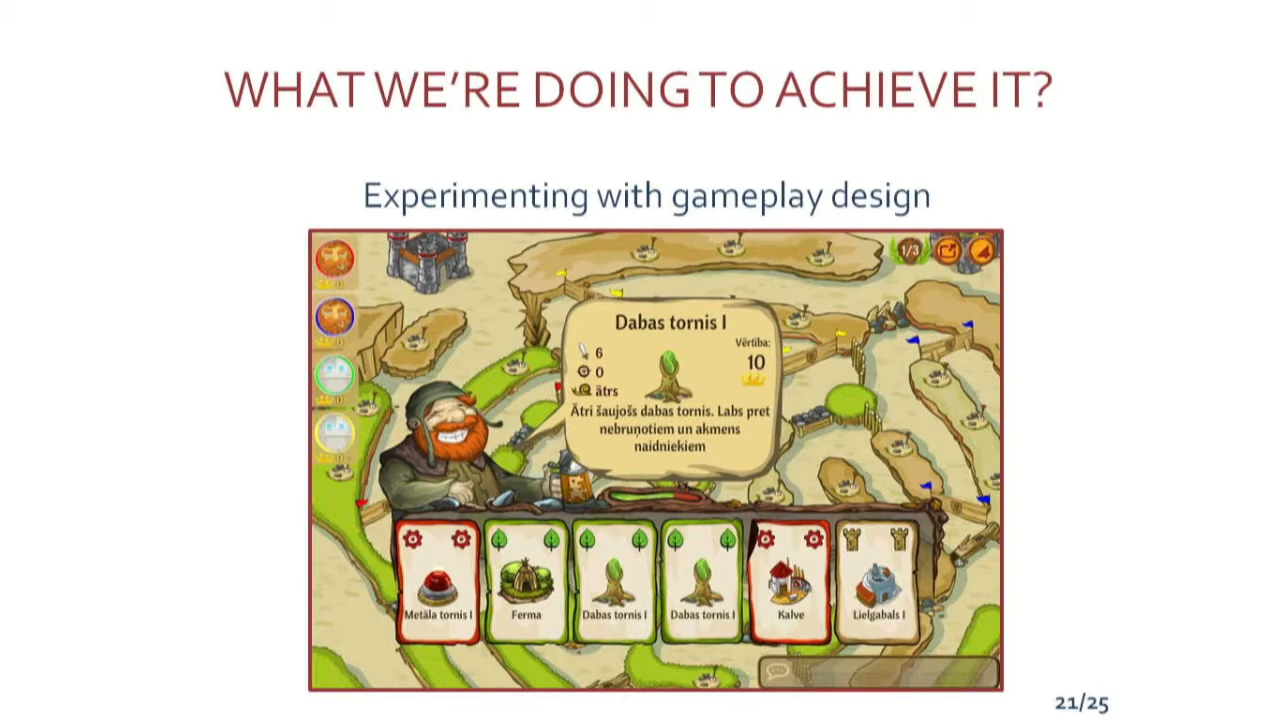 WHAT WE'RE DOING TO ACHIEVE IT?
Experimenting with gameplay design
1/3
Dabas tornis I
Vērtība:
6
10
0
ātrs
Ātri šaujošs dabas tornis. Labs pret
nebruņotiem un akmens
naidniekiem
Metāla tornis I
Ferma
Dabas tornis I
Dabas tornis I
Kalve
Lielgabals I
21/25